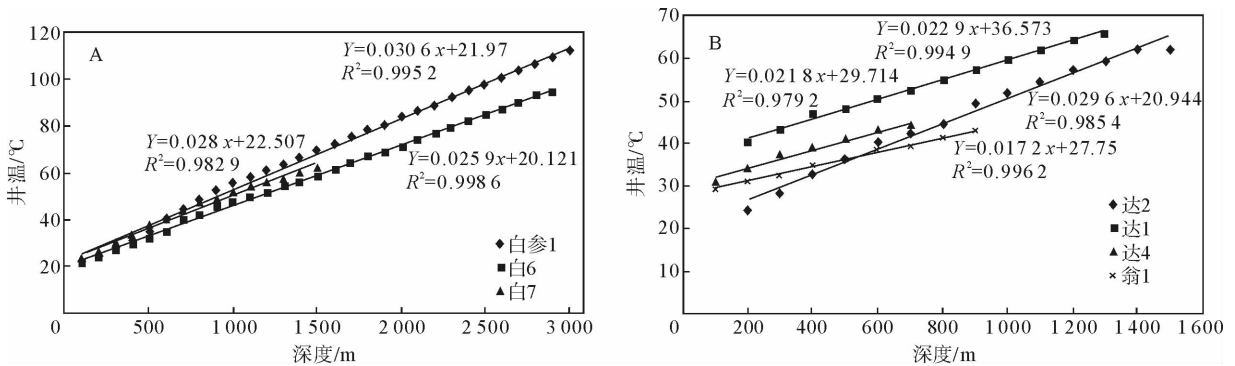 A
120
100
80
60
40
20
0
500
1 000
1 500
2 000
2 500
3 000
井温/℃
深度/m
Y=0.030 6x+21.97
R²=0.995 2
Y=0.028 x+22.507
R²=0.982 9
Y=0.025 9x+20.121
R²=0.998 6
白参1
白6
白7
B
70
60
50
40
30
20
10
0
200
400
600
800
1 000
1 200
1 400
1 600
井温/℃
深度/m
Y=0.022 9x+36.573
R²=0.994 9
Y=0.021 8x+29.714
R²=0.979 2
Y=0.029 6x+20.944
R²=0.985 4
Y=0.017 2x+27.75
R²=0.996 2
达2
达1
达4
翁1